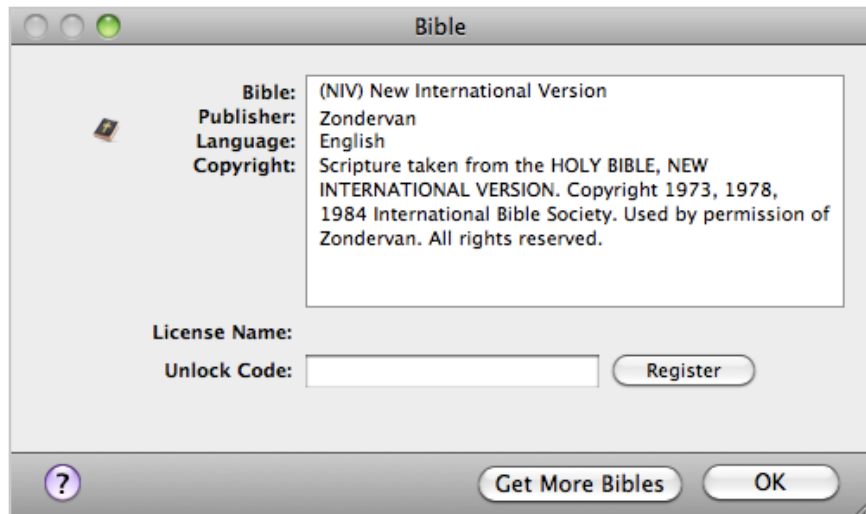 Bible
Bible: (NIV) New International Version
Publisher: Zondervan
Language: English
Copyright: Scripture taken from the HOLY BIBLE, NEW
INTERNATIONAL VERSION. Copyright 1973, 1978,
1984 International Bible Society. Used by permission of
Zondervan. All rights reserved.
License Name:
Unlock Code: Register
? Get More Bibles OK